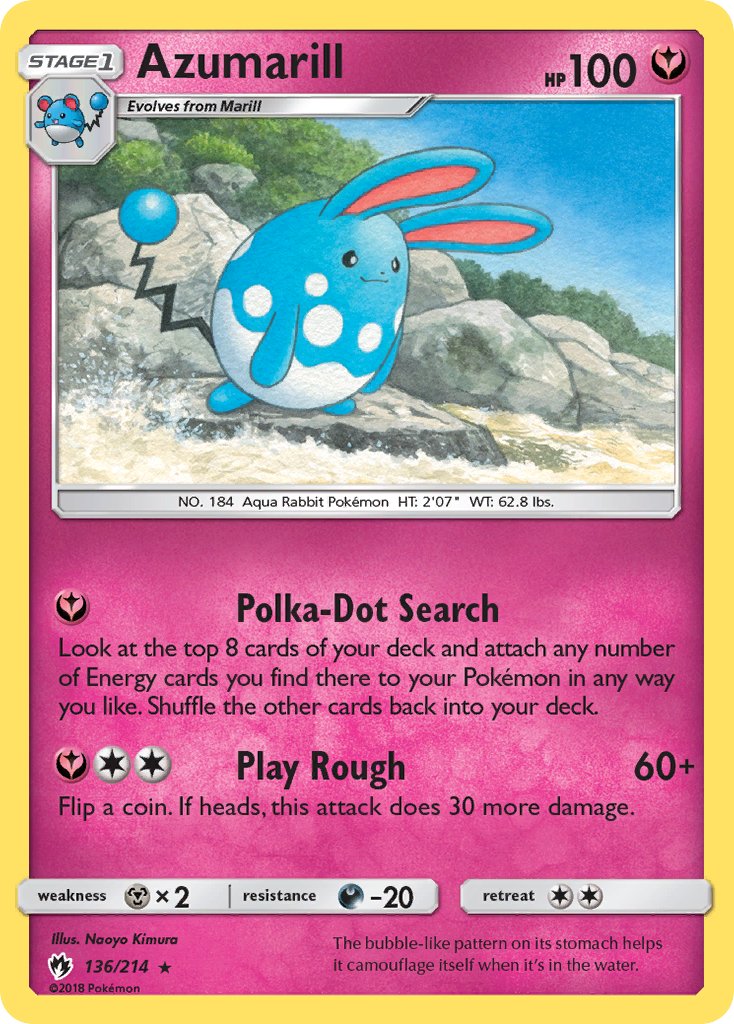 STAGE 1 Azumarill HP 100
Evolves from Marill
NO. 184 Aqua Rabbit Pokémon HT: 2'07" WT: 62.8 lbs.
Polka-Dot Search
Look at the top 8 cards of your deck and attach any number
of Energy cards you find there to your Pokémon in any way
you like. Shuffle the other cards back into your deck.
Play Rough 60+
Flip a coin. If heads, this attack does 30 more damage.
weakness ×2 resistance -20 retreat
Illus. Naoyo Kimura
136/214 ★
©2018 Pokémon
The bubble-like pattern on its stomach helps
it camouflage itself when it's in the water.